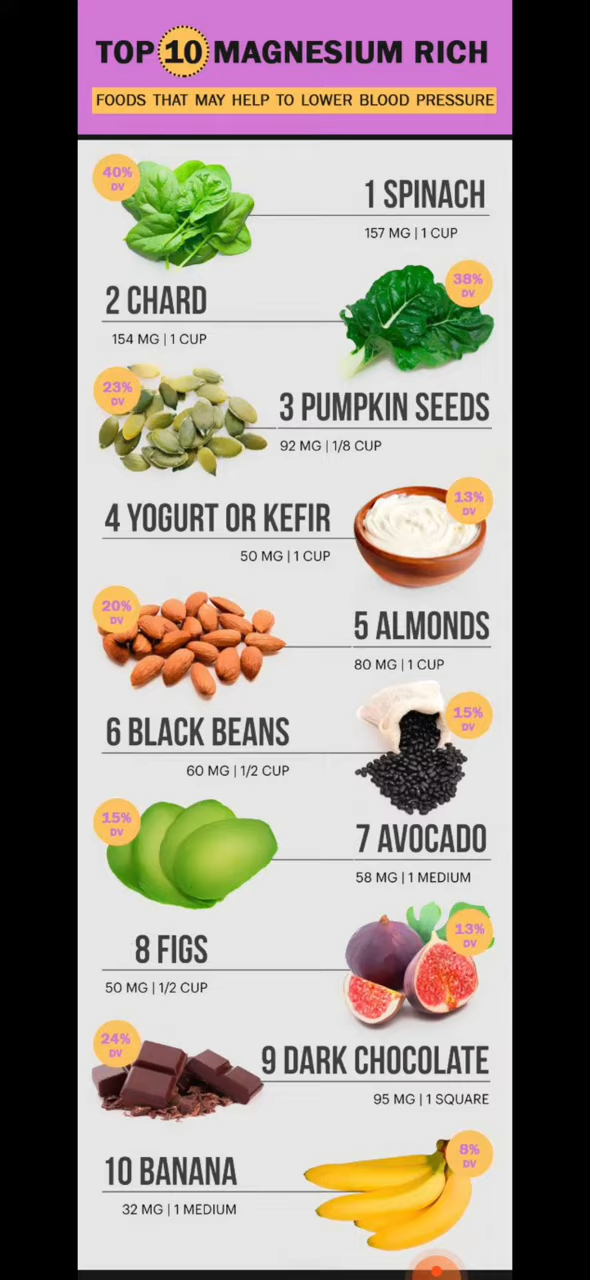 TOP 10 MAGNESIUM RICH
FOODS THAT MAY HELP TO LOWER BLOOD PRESSURE
40%
DV
1 SPINACH
157 MG | 1 CUP
38%
DV
2 CHARD
154 MG | 1 CUP
23%
DV
3 PUMPKIN SEEDS
92 MG | 1/8 CUP
13%
DV
4 YOGURT OR KEFIR
50 MG | 1 CUP
20%
DV
5 ALMONDS
80 MG | 1 CUP
15%
DV
6 BLACK BEANS
60 MG | 1/2 CUP
15%
DV
7 AVOCADO
58 MG | 1 MEDIUM
13%
DV
8 FIGS
50 MG | 1/2 CUP
24%
DV
9 DARK CHOCOLATE
95 MG | 1 SQUARE
8%
DV
10 BANANA
32 MG | 1 MEDIUM